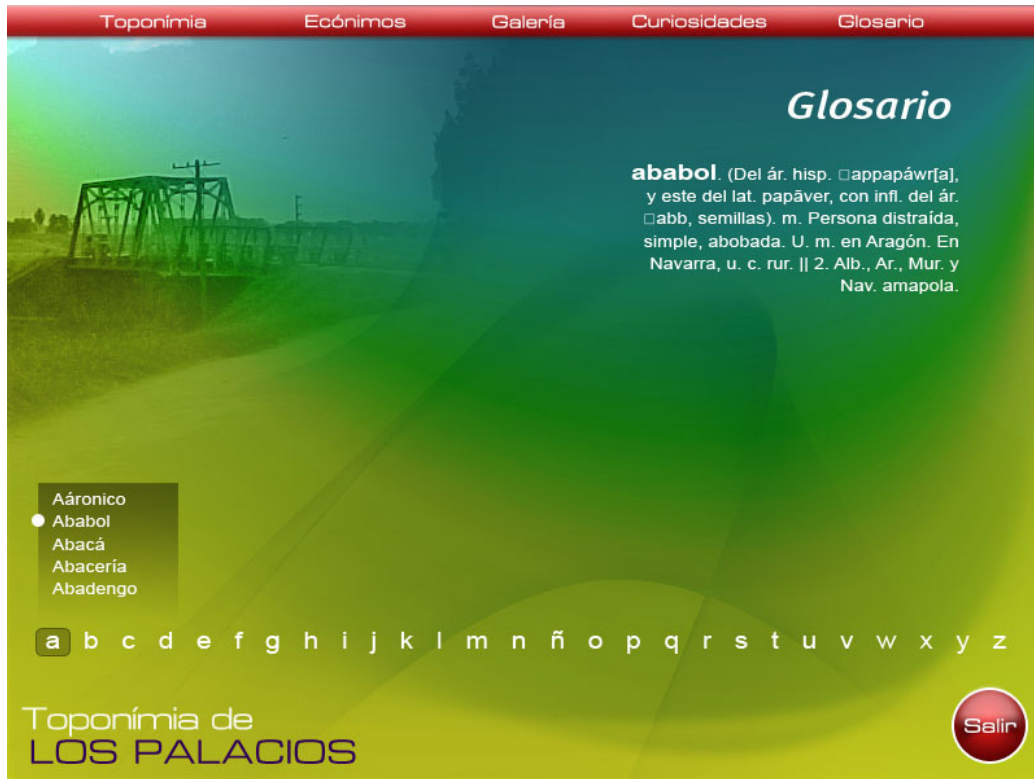 Toponímia Ecónimos Galería Curiosidades Glosario
Glosario
ababol. (Del ár. hisp. □appapáwr[a],
y este del lat. papāver, con infl. del ár.
□abb, semillas). m. Persona distraída,
simple, abobada. U. m. en Aragón. En
Navarra, u. c. rur. || 2. Alb., Ar., Mur. y
Nav. amapola.
Aáronico
Ababol
Abacá
Abacería
Abadengo
a b c d e f g h i j k l m n ñ o p q r s t u v w x y z
Toponímia de
LOS PALACIOS
Salir